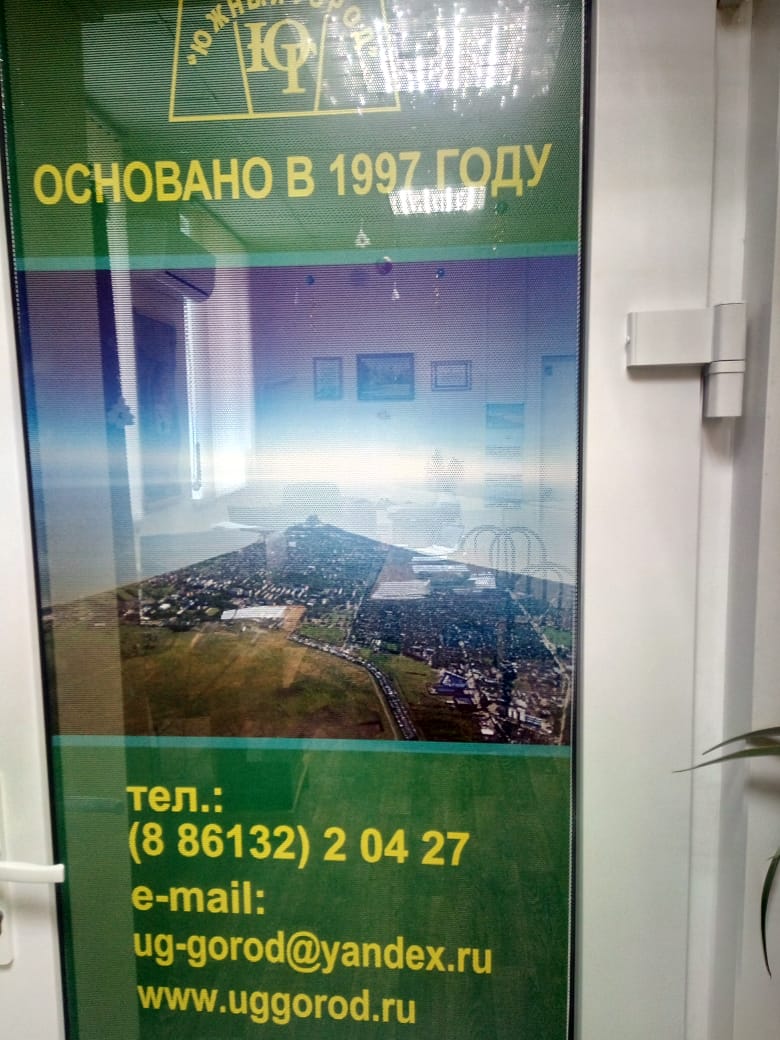 "ЮЖНЫЙ ГОРОД"
ЮГ
ОСНОВАНО В 1997 ГОДУ
тел.:
(8 86132) 2 04 27
e-mail:
ug-gorod@yandex.ru
www.uggorod.ru